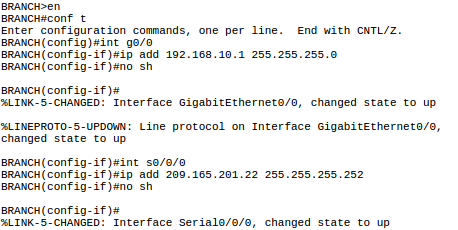 BRANCH>en
BRANCH#conf t
Enter configuration commands, one per line.  End with CNTL/Z.
BRANCH(config)#int g0/0
BRANCH(config-if)#ip add 192.168.10.1 255.255.255.0
BRANCH(config-if)#no sh
BRANCH(config-if)#
%LINK-5-CHANGED: Interface GigabitEthernet0/0, changed state to up
%LINEPROTO-5-UPDOWN: Line protocol on Interface GigabitEthernet0/0,
changed state to up
BRANCH(config-if)#int s0/0/0
BRANCH(config-if)#ip add 209.165.201.22 255.255.255.252
BRANCH(config-if)#no sh
BRANCH(config-if)#
%LINK-5-CHANGED: Interface Serial0/0/0, changed state to up